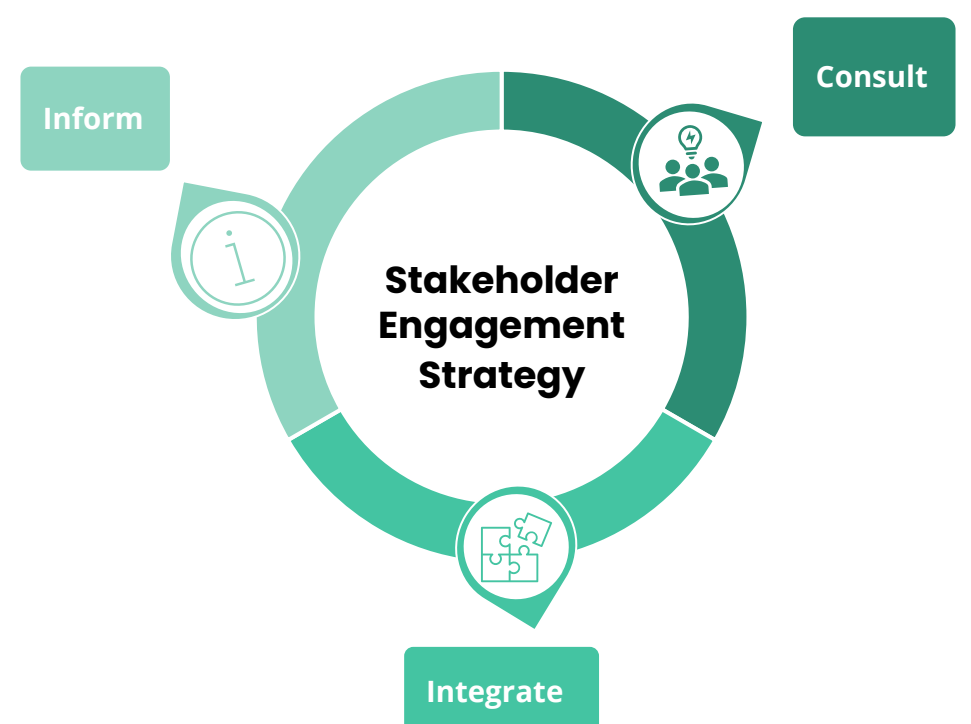 Consult
Inform
Stakeholder
Engagement
Strategy
Integrate